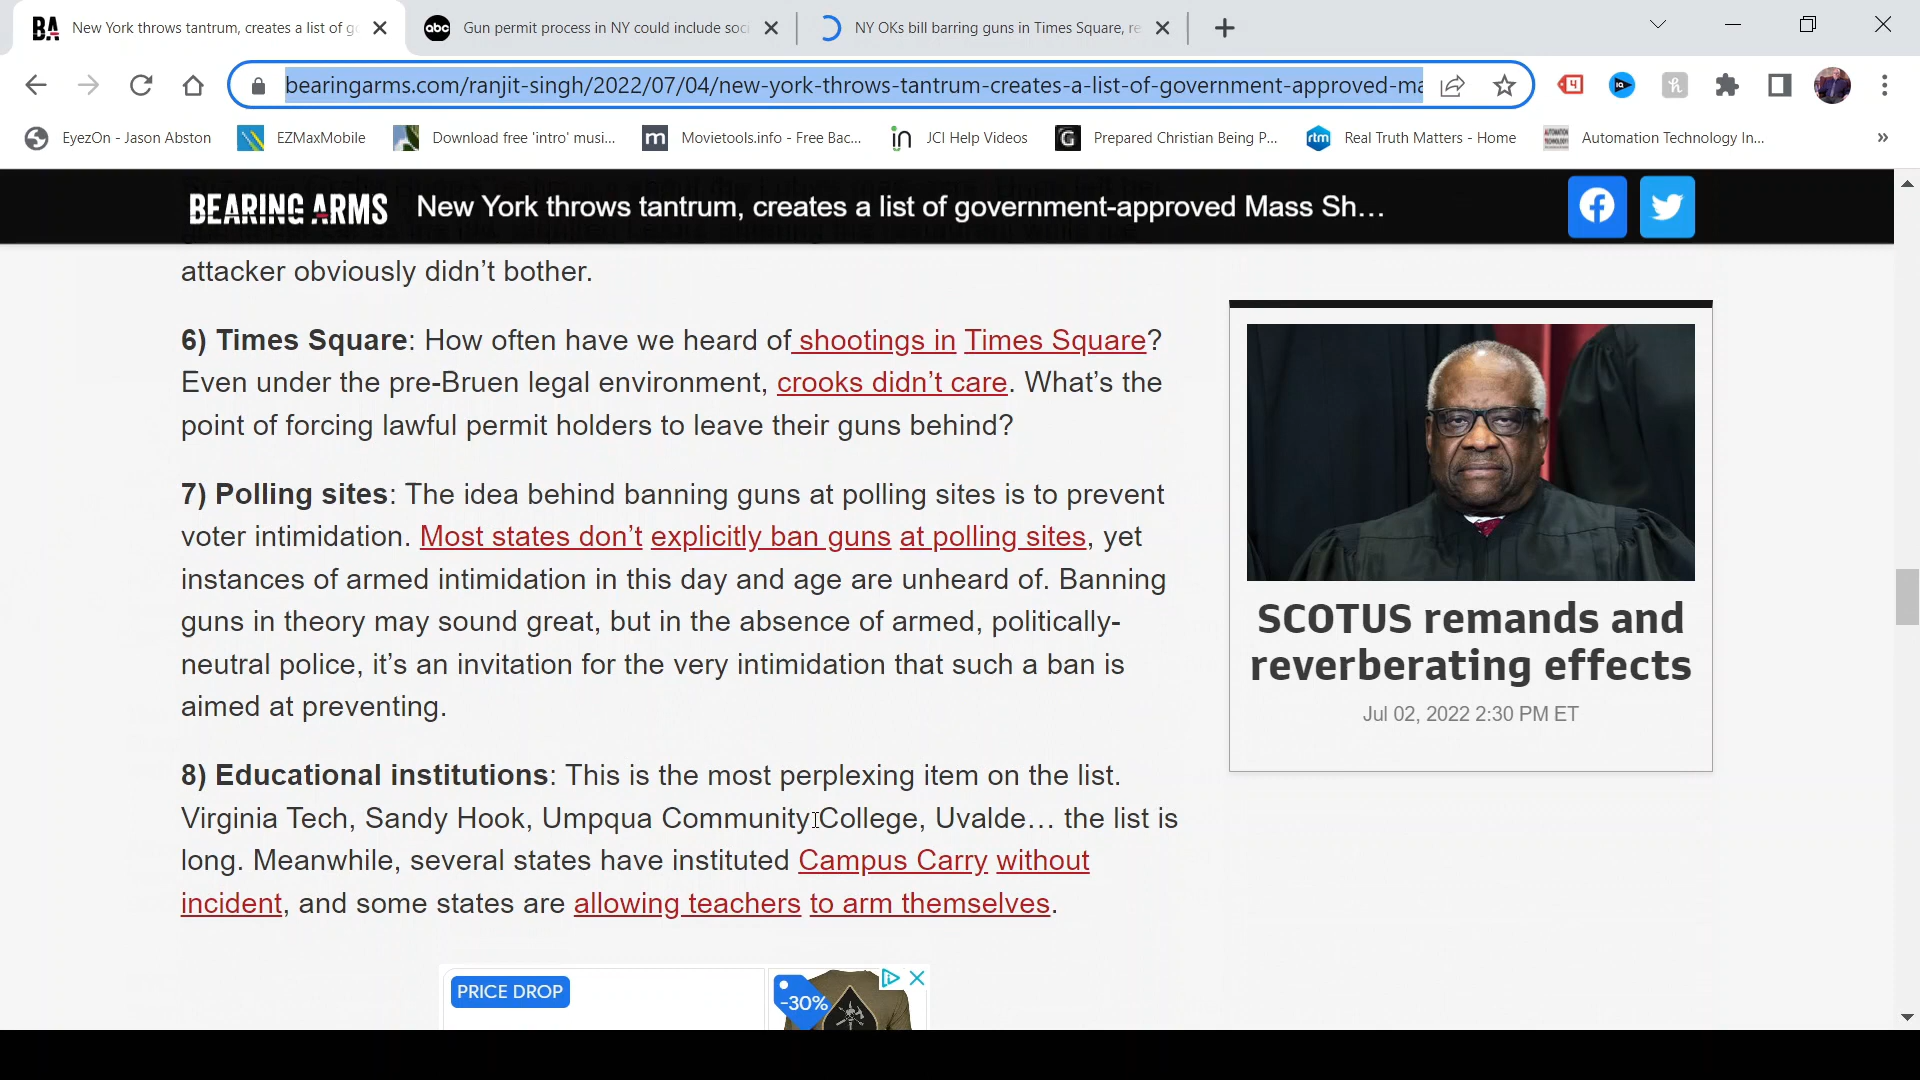 New York throws tantrum, creates a list of g
Gun permit process in NY could include soc
NY OKs bill barring guns in Times Square, re
bearingarms.com/ranjit-singh/2022/07/04/new-york-throws-tantrum-creates-a-list-of-government-approved-ma
EyezOn - Jason Abston
EZMaxMobile
Download free 'intro' musi...
Movietools.info - Free Bac...
JCI Help Videos
Prepared Christian Being P...
Real Truth Matters - Home
Automation Technology In...
BEARING ARMS
New York throws tantrum, creates a list of government-approved Mass Sh...
attacker obviously didn't bother.
6) Times Square: How often have we heard of shootings in Times Square?
Even under the pre-Bruen legal environment, crooks didn't care. What's the
point of forcing lawful permit holders to leave their guns behind?
7) Polling sites: The idea behind banning guns at polling sites is to prevent
voter intimidation. Most states don't explicitly ban guns at polling sites, yet
instances of armed intimidation in this day and age are unheard of. Banning
guns in theory may sound great, but in the absence of armed, politically-
neutral police, it's an invitation for the very intimidation that such a ban is
aimed at preventing.
8) Educational institutions: This is the most perplexing item on the list.
Virginia Tech, Sandy Hook, Umpqua Community College, Uvalde... the list is
long. Meanwhile, several states have instituted Campus Carry without
incident, and some states are allowing teachers to arm themselves.
SCOTUS remands and
reverberating effects
Jul 02, 2022 2:30 PM ET
PRICE DROP
-30%